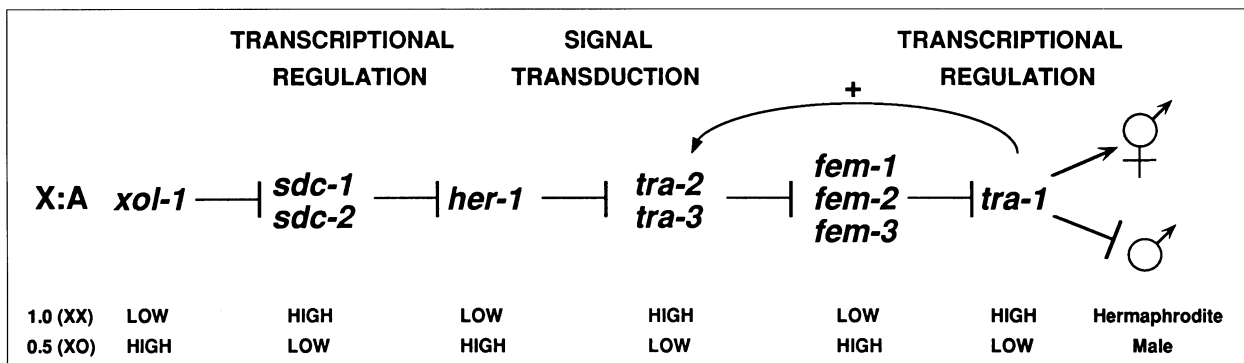 TRANSCRIPTIONAL REGULATION
SIGNAL TRANSDUCTION
TRANSCRIPTIONAL REGULATION
+
X:A xol-1 sdc-1 sdc-2 her-1 tra-2 tra-3 fem-1 fem-2 fem-3 tra-1
1.0 (XX) LOW HIGH LOW HIGH LOW HIGH Hermaphrodite
0.5 (XO) HIGH LOW HIGH LOW HIGH LOW Male